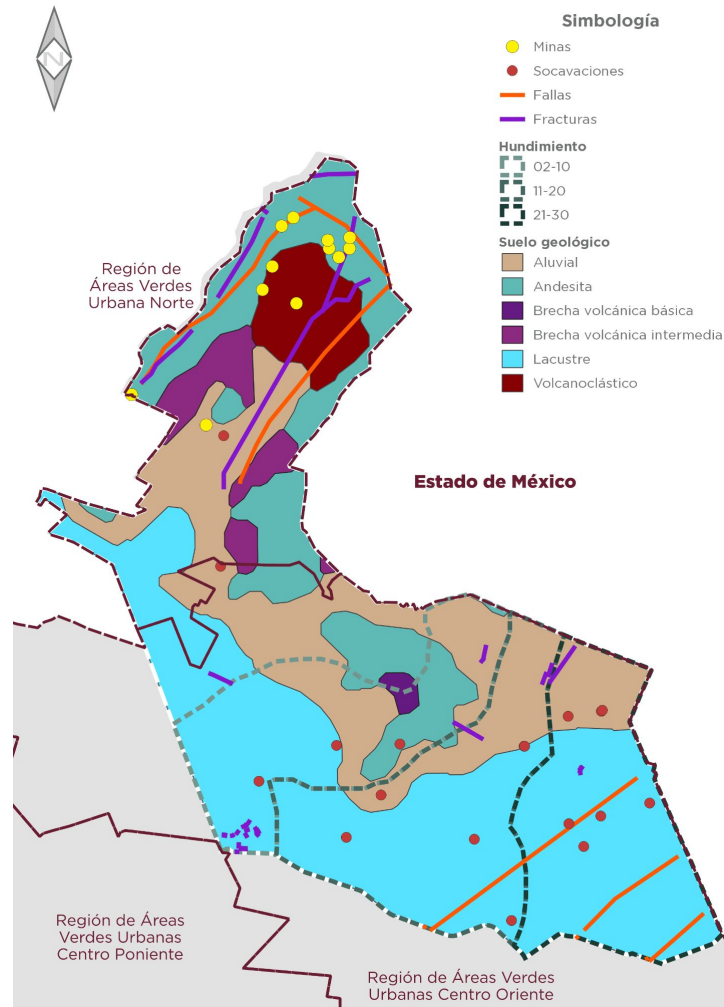 N
Simbología
Minas
Socavaciones
Fallas
Fracturas
Hundimiento
02-10
11-20
21-30
Suelo geológico
Aluvial
Andesita
Brecha volcánica básica
Brecha volcánica intermedia
Lacustre
Volcanoclástico
Región de
Áreas Verdes
Urbana Norte
Estado de México
Región de Áreas
Verdes Urbanas
Centro Poniente
Región de Áreas Verdes
Urbanas Centro Oriente